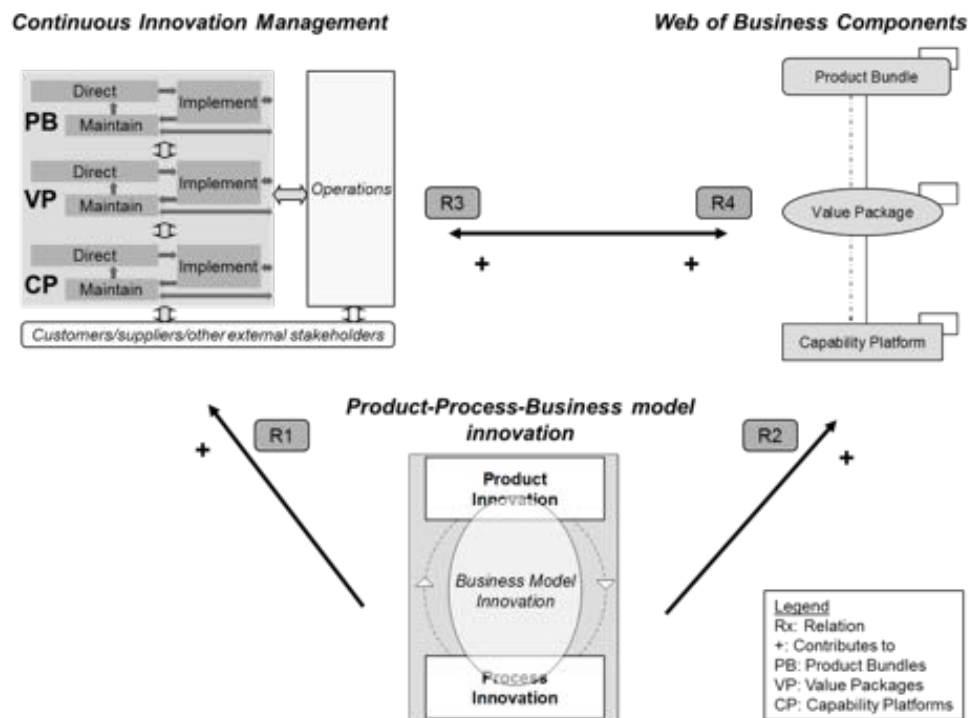 Continuous Innovation Management
Web of Business Components
Direct
Implement
PB
Maintain
Direct
Implement
VP
Maintain
Direct
Implement
CP
Maintain
Operations
Customers/suppliers/other external stakeholders
R3
R4
+
+
Product Bundle
Value Package
Capability Platform
Product-Process-Business model
innovation
R1
+
R2
+
Product
Innovation
Business Model
Innovation
Process
Innovation
Legend
Rx: Relation
+: Contributes to
PB: Product Bundles
VP: Value Packages
CP: Capability Platforms